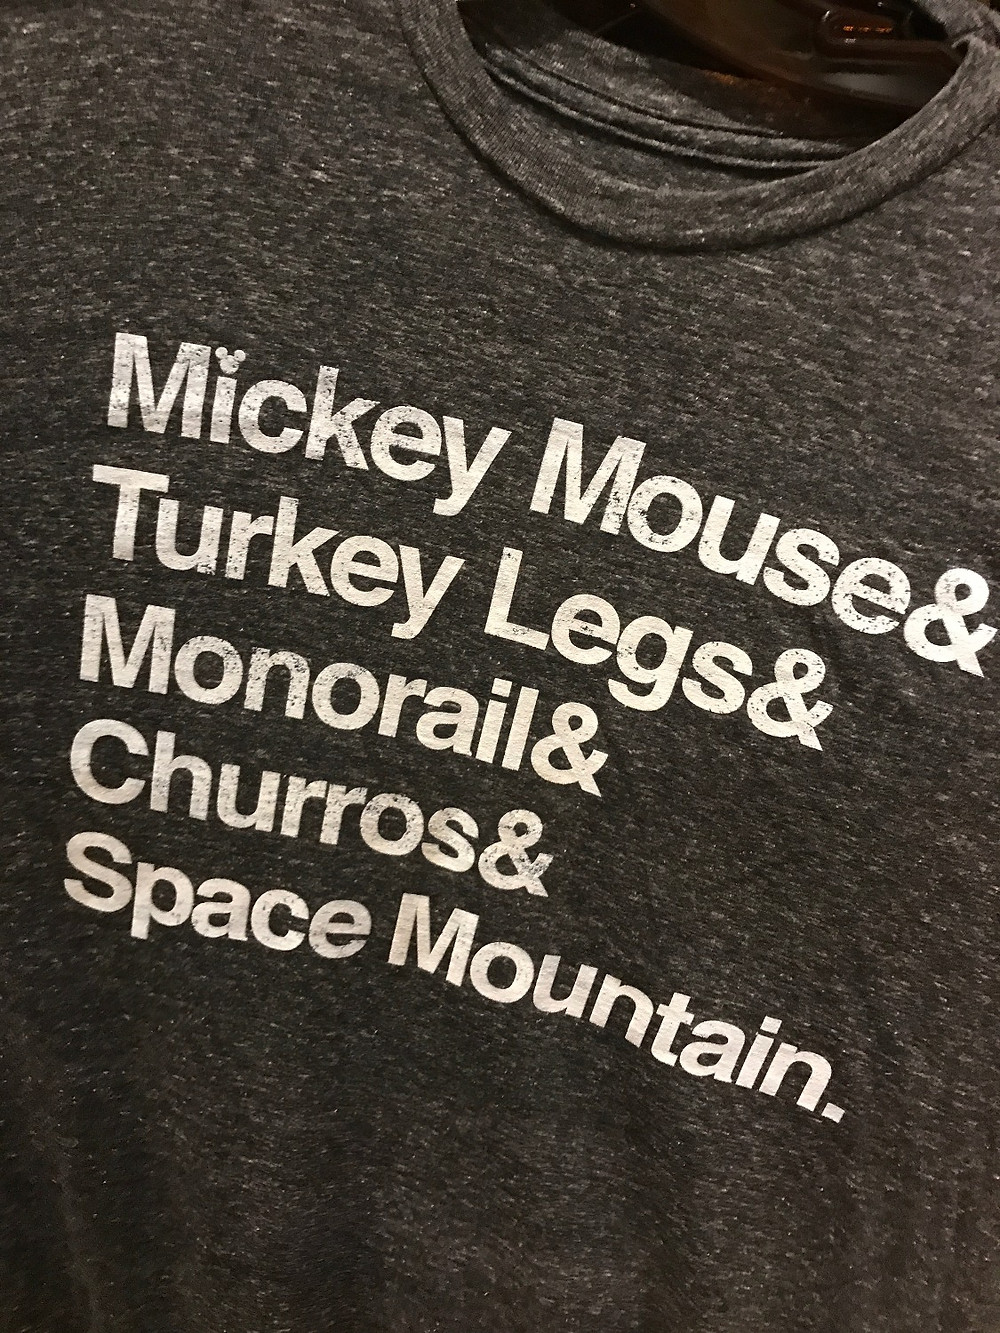 Mickey Mouse&
Turkey Legs&
Monorail&
Churros&
Space Mountain.